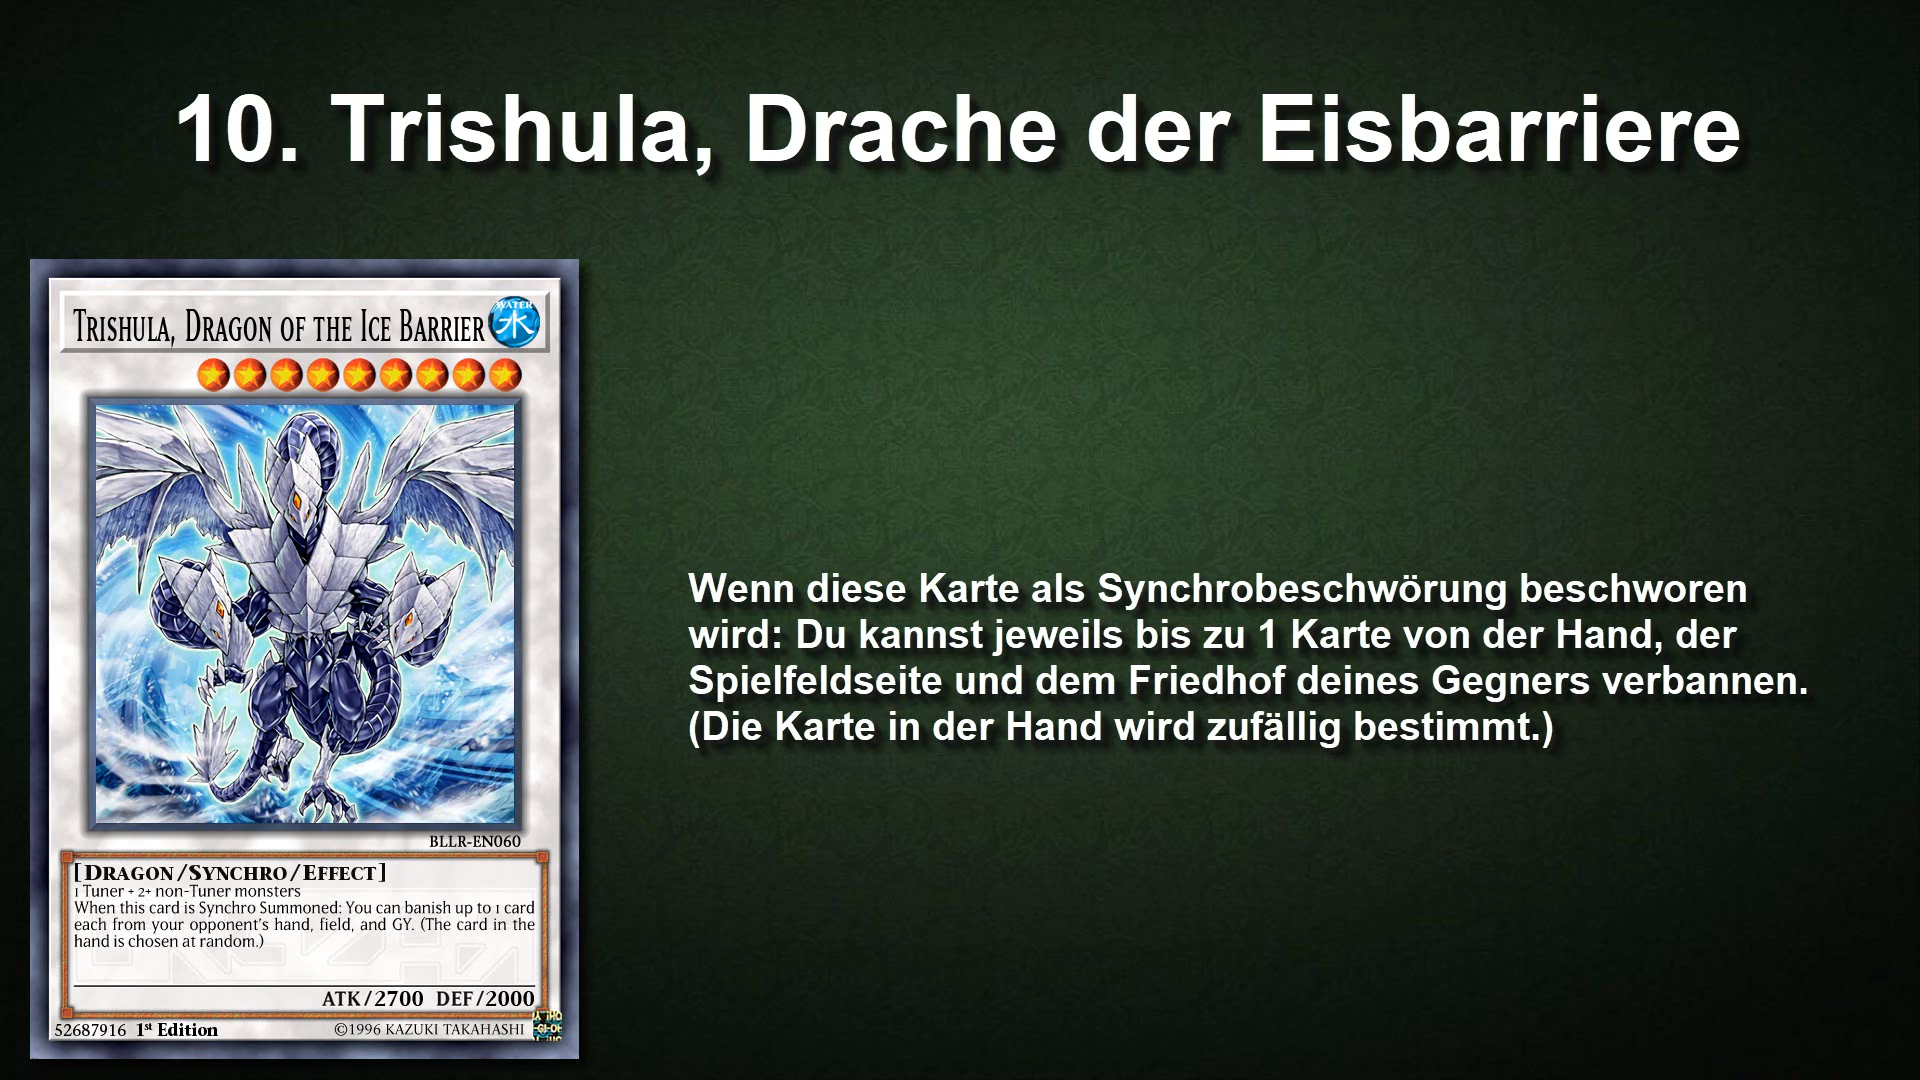 10. Trishula, Drache der Eisbarriere
TRISHULA, DRAGON OF THE ICE BARRIER
WATER
水
Wenn diese Karte als Synchrobeschwörung beschworen
wird: Du kannst jeweils bis zu 1 Karte von der Hand, der
Spielfeldseite und dem Friedhof deines Gegners verbannen.
(Die Karte in der Hand wird zufällig bestimmt.)
BLLR-EN060
[DRAGON/SYNCHRO/EFFECT]
1 Tuner + 2+ non-Tuner monsters
When this card is Synchro Summoned: You can banish up to 1 card
each from your opponent's hand, field, and GY. (The card in the
hand is chosen at random.)
ATK/2700 DEF/2000
52687916 1st Edition ©1996 KAZUKI TAKAHASHI